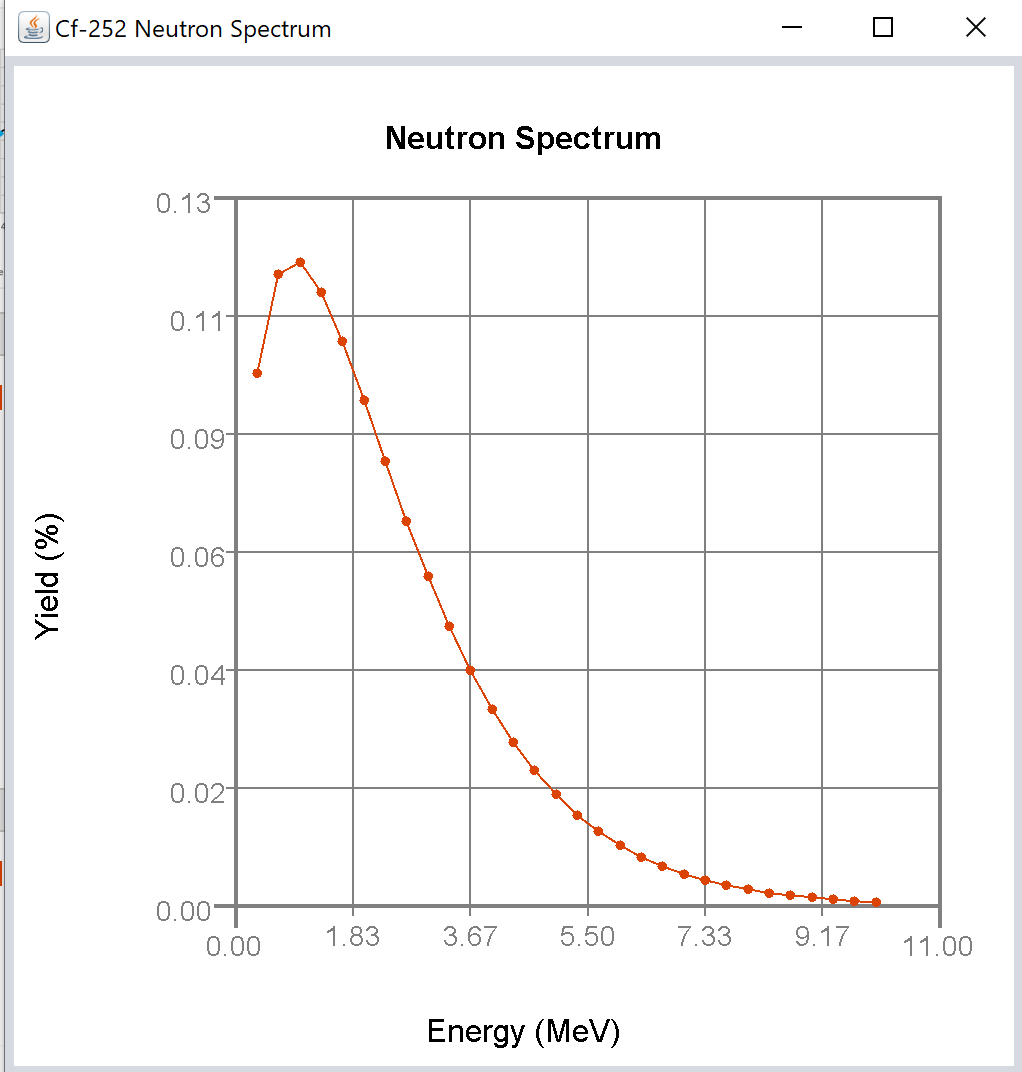 Cf-252 Neutron Spectrum
Neutron Spectrum
0.13
0.11
0.09
0.06
0.04
0.02
0.00
Yield (%)
0.00 1.83 3.67 5.50 7.33 9.17 11.00
Energy (MeV)